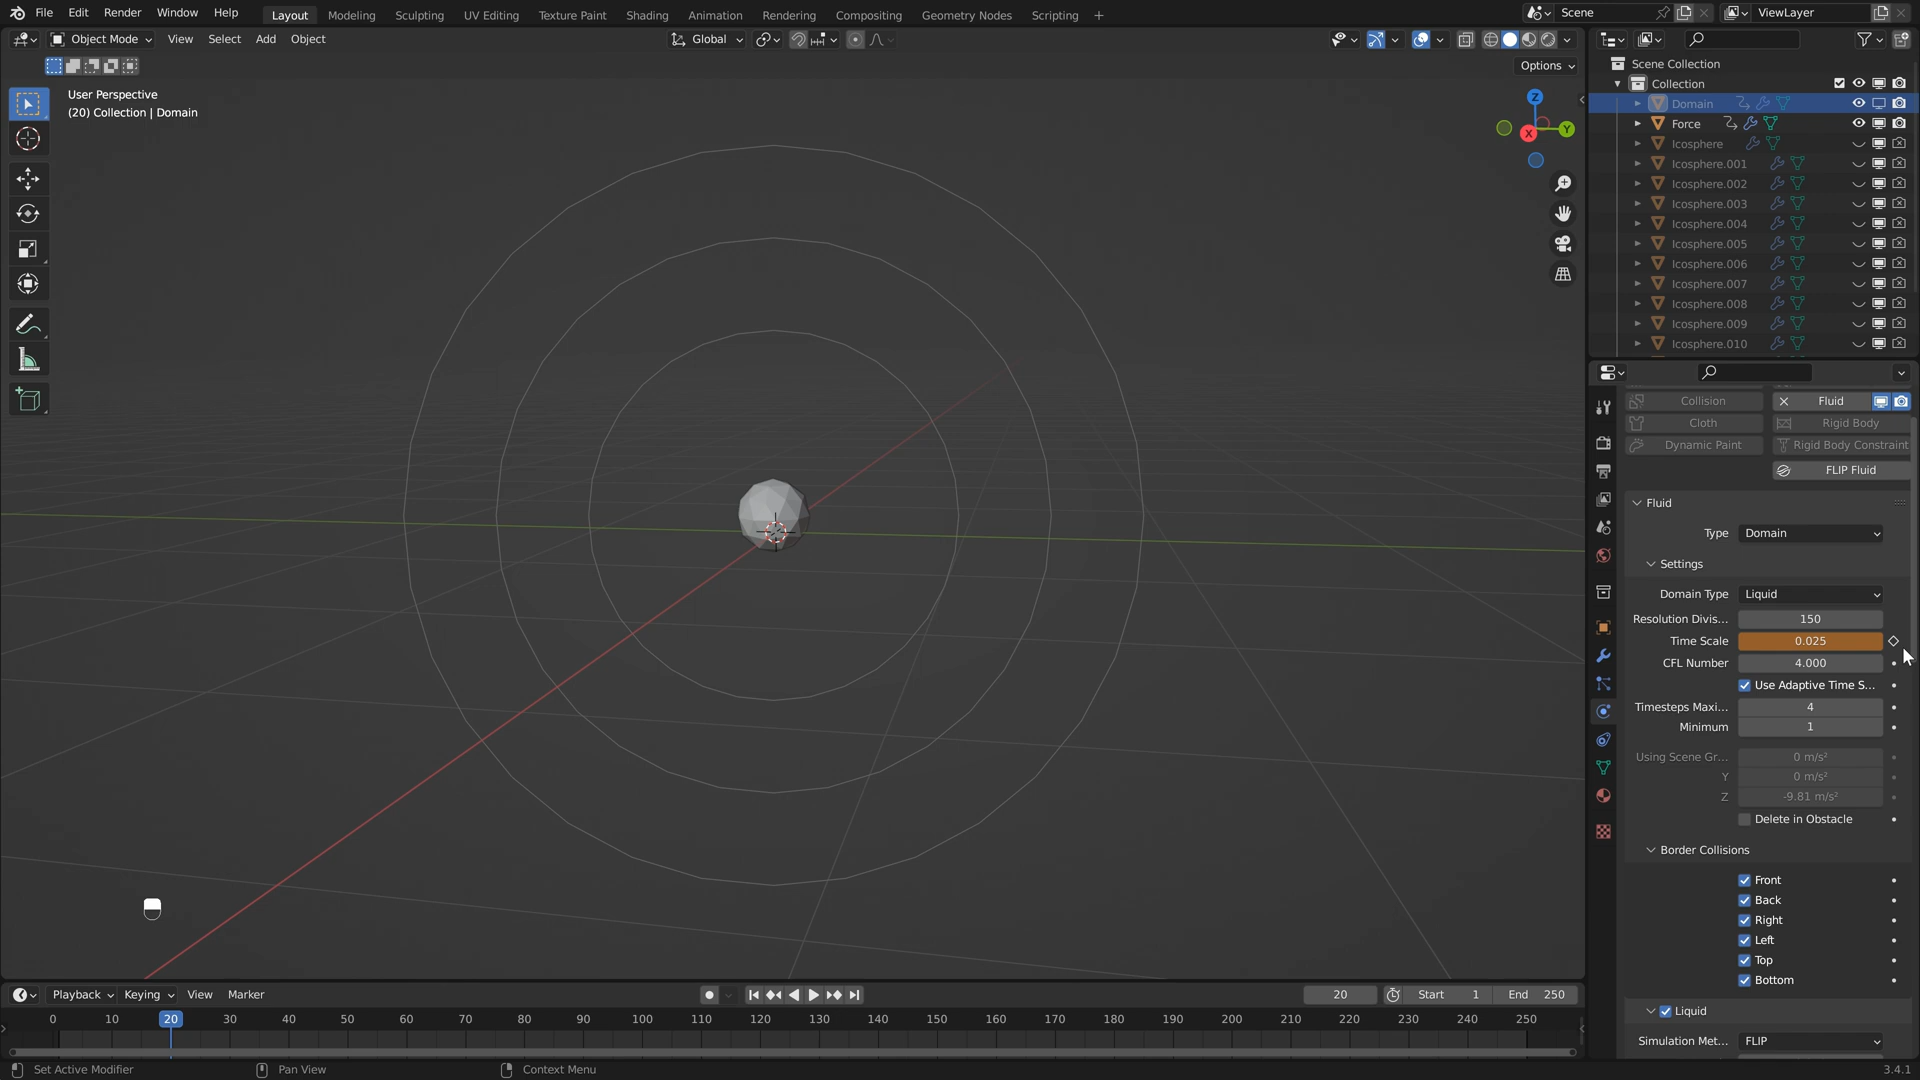 File Edit Render Window Help Layout Modeling Sculpting UV Editing Texture Paint Shading Animation Rendering Compositing Geometry Nodes Scripting + Scene ViewLayer
Object Mode View Select Add Object Global
Options
User Perspective
(20) Collection | Domain
Z
Y
X
Scene Collection
Collection
Domain
Force
Icosphere
Icosphere.001
Icosphere.002
Icosphere.003
Icosphere.004
Icosphere.005
Icosphere.006
Icosphere.007
Icosphere.008
Icosphere.009
Icosphere.010
Collision Fluid
Cloth Rigid Body
Dynamic Paint Rigid Body Constraint
FLIP Fluid
Fluid
Type Domain
Settings
Domain Type Liquid
Resolution Divis... 150
Time Scale 0.025
CFL Number 4.000
Use Adaptive Time S...
Timesteps Maxi... 4
Minimum 1
Using Scene Gr... 0 m/s²
Y 0 m/s²
Z -9.81 m/s²
Delete in Obstacle
Border Collisions
Front
Back
Right
Left
Top
Bottom
Liquid
Simulation Met... FLIP
Playback Keying View Marker 20 Start 1 End 250
0 10 20 30 40 50 60 70 80 90 100 110 120 130 140 150 160 170 180 190 200 210 220 230 240 250
Set Active Modifier Pan View Context Menu 3.4.1